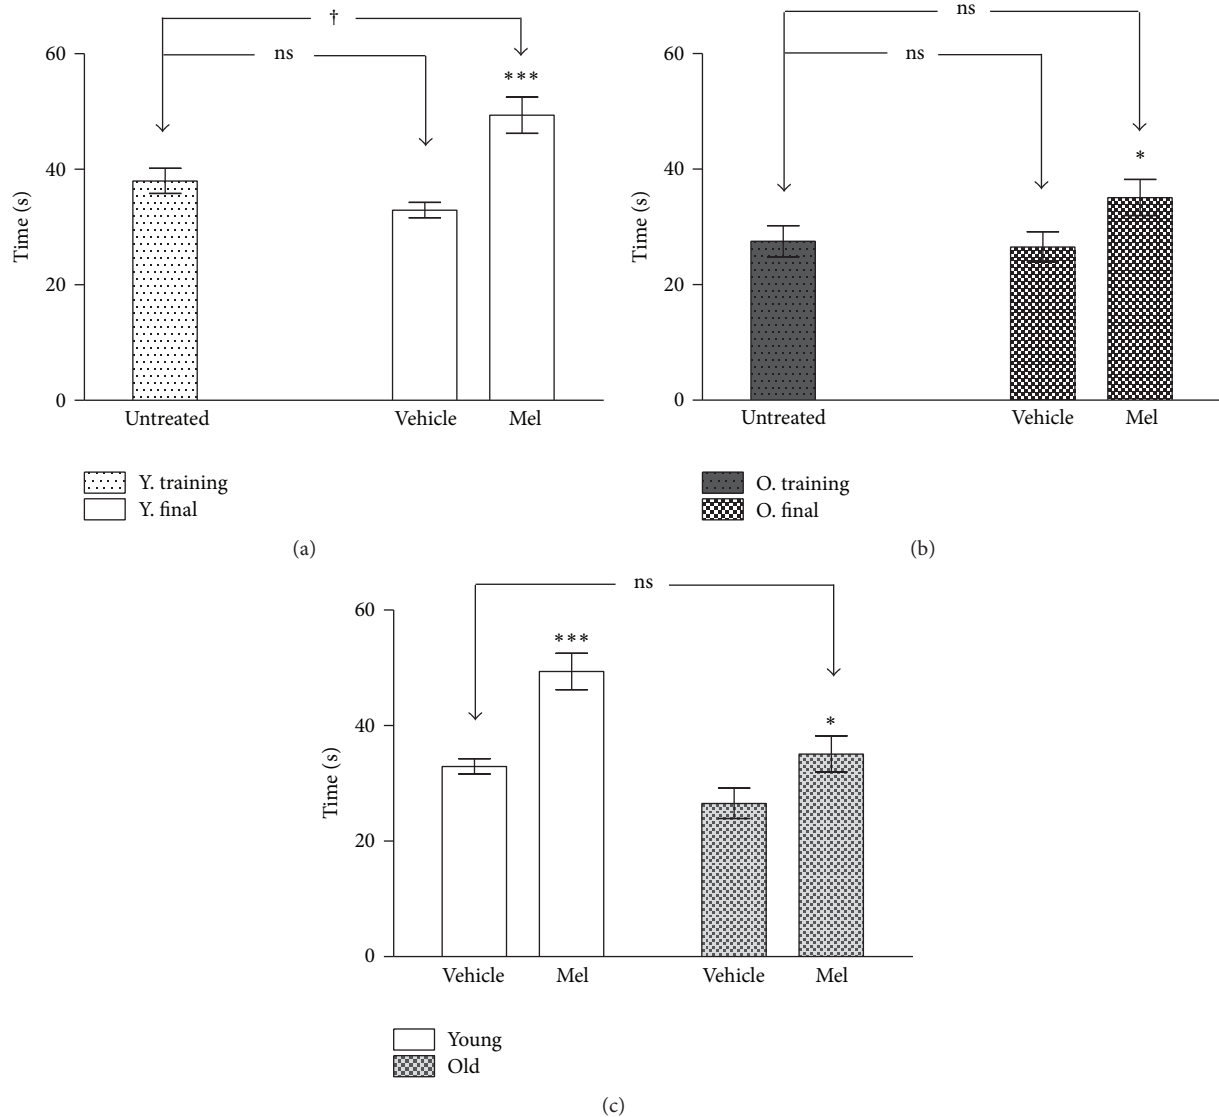 †
ns
***
60
40
20
0
Time (s)
Untreated
Vehicle
Mel
Y. training
Y. final
(a)
ns
ns
*
60
40
20
0
Time (s)
Untreated
Vehicle
Mel
O. training
O. final
(b)
ns
***
*
60
40
20
0
Time (s)
Vehicle
Mel
Vehicle
Mel
Young
Old
(c)